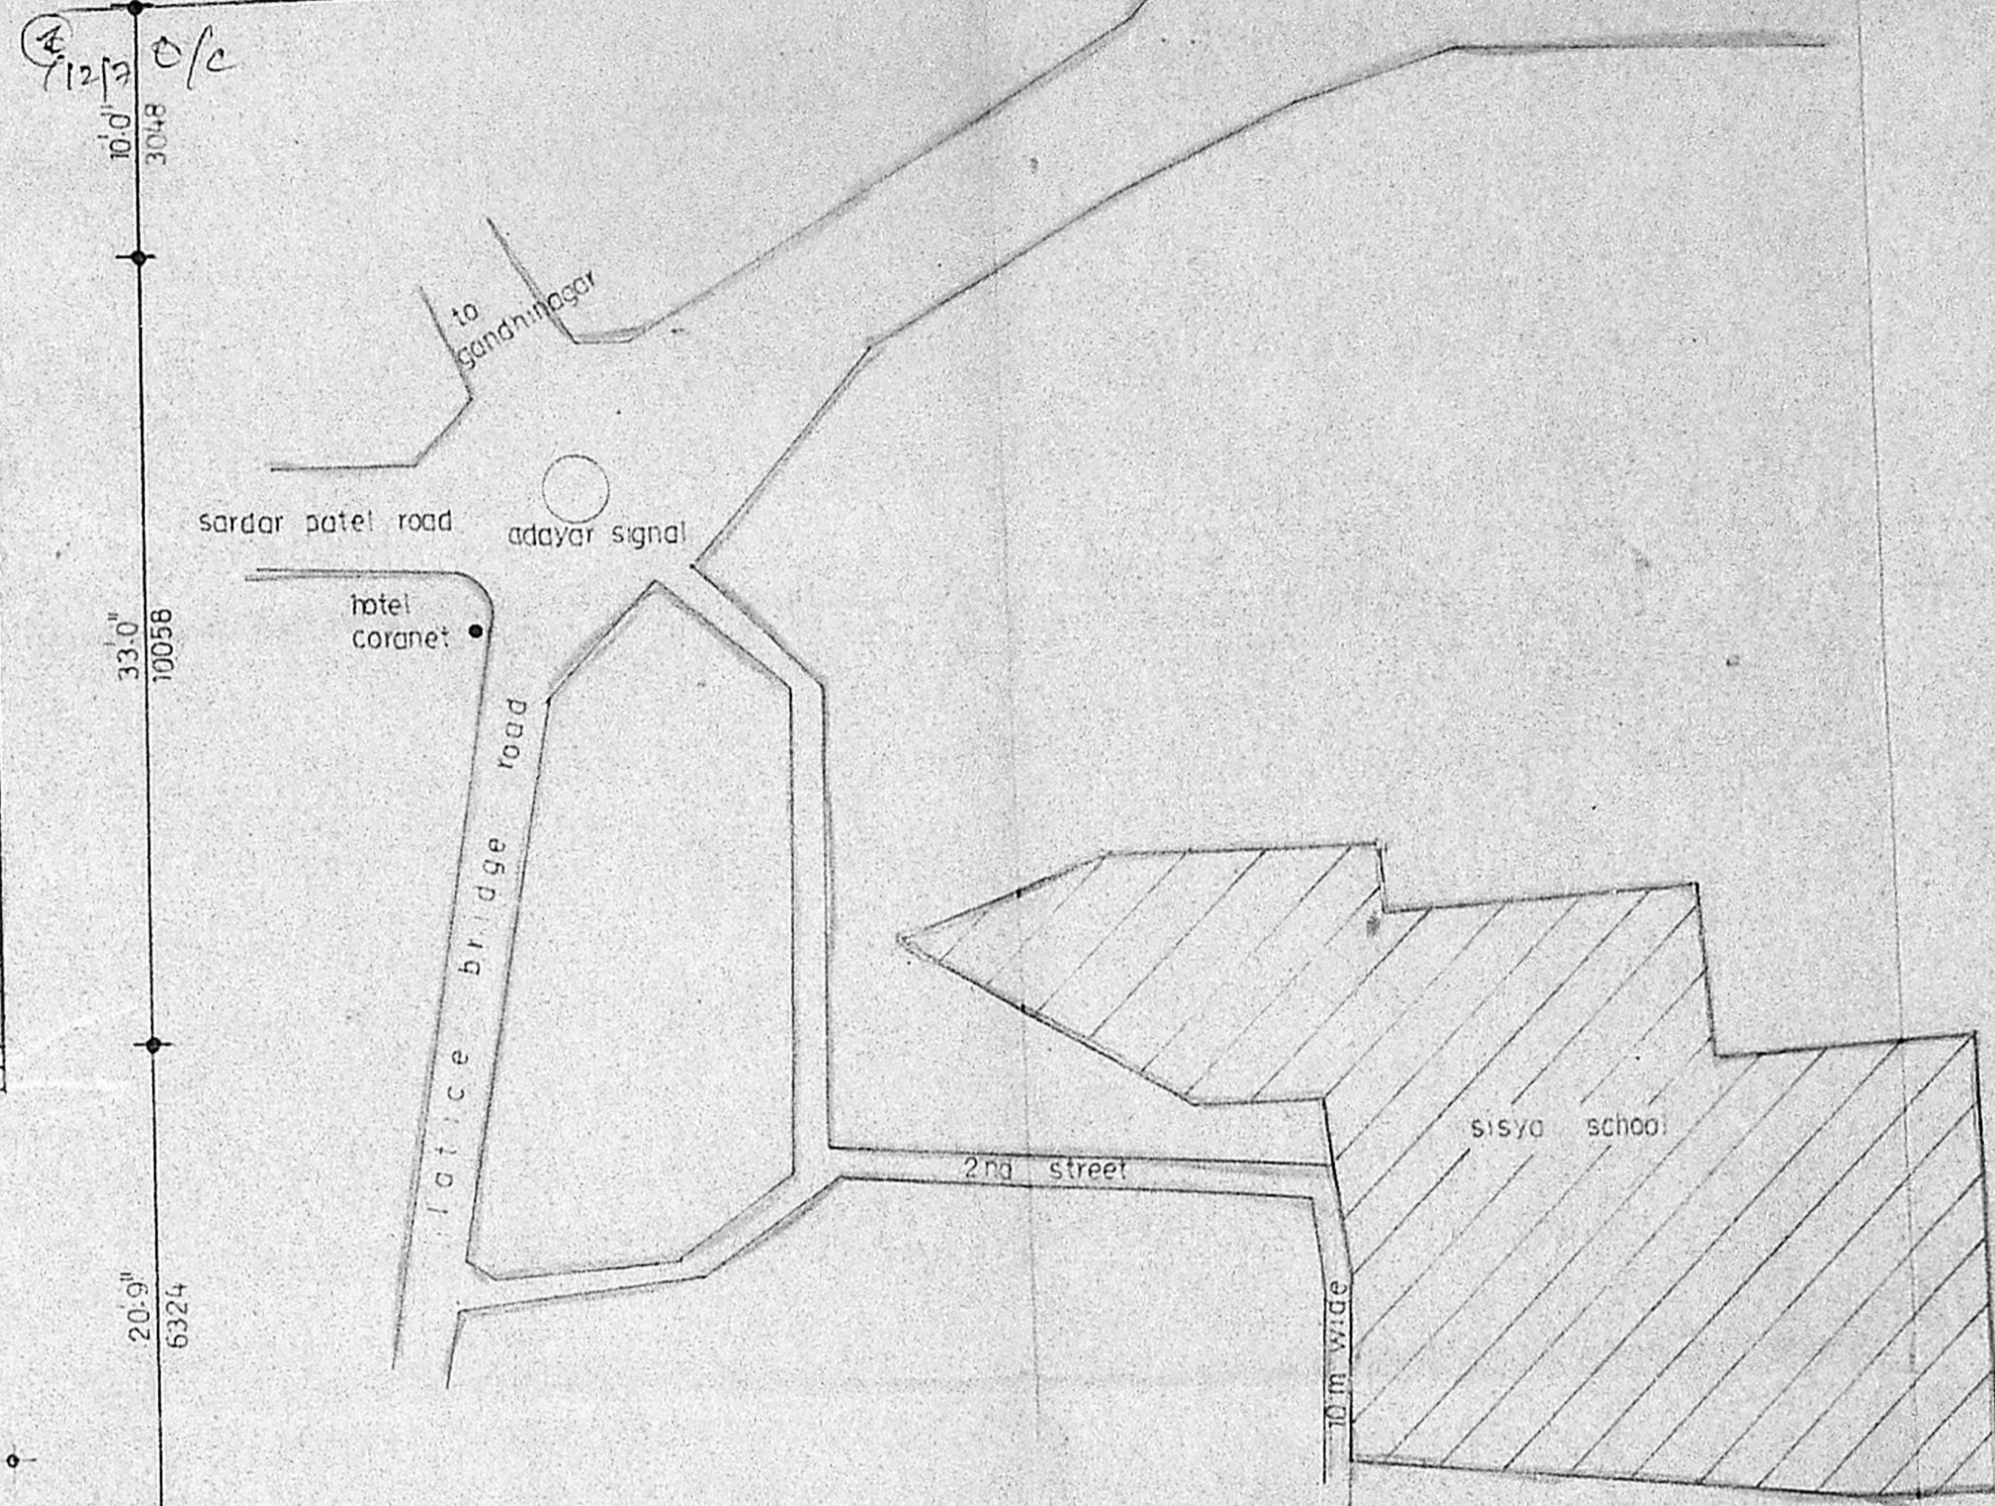 O/C
10'.0"
3048
to
gandhinagar
sardar patel road
adayar signal
hotel
coranet
33'.0"
10058
latice bridge road
sisya school
2nd street
20'.9"
6324
10 m wide